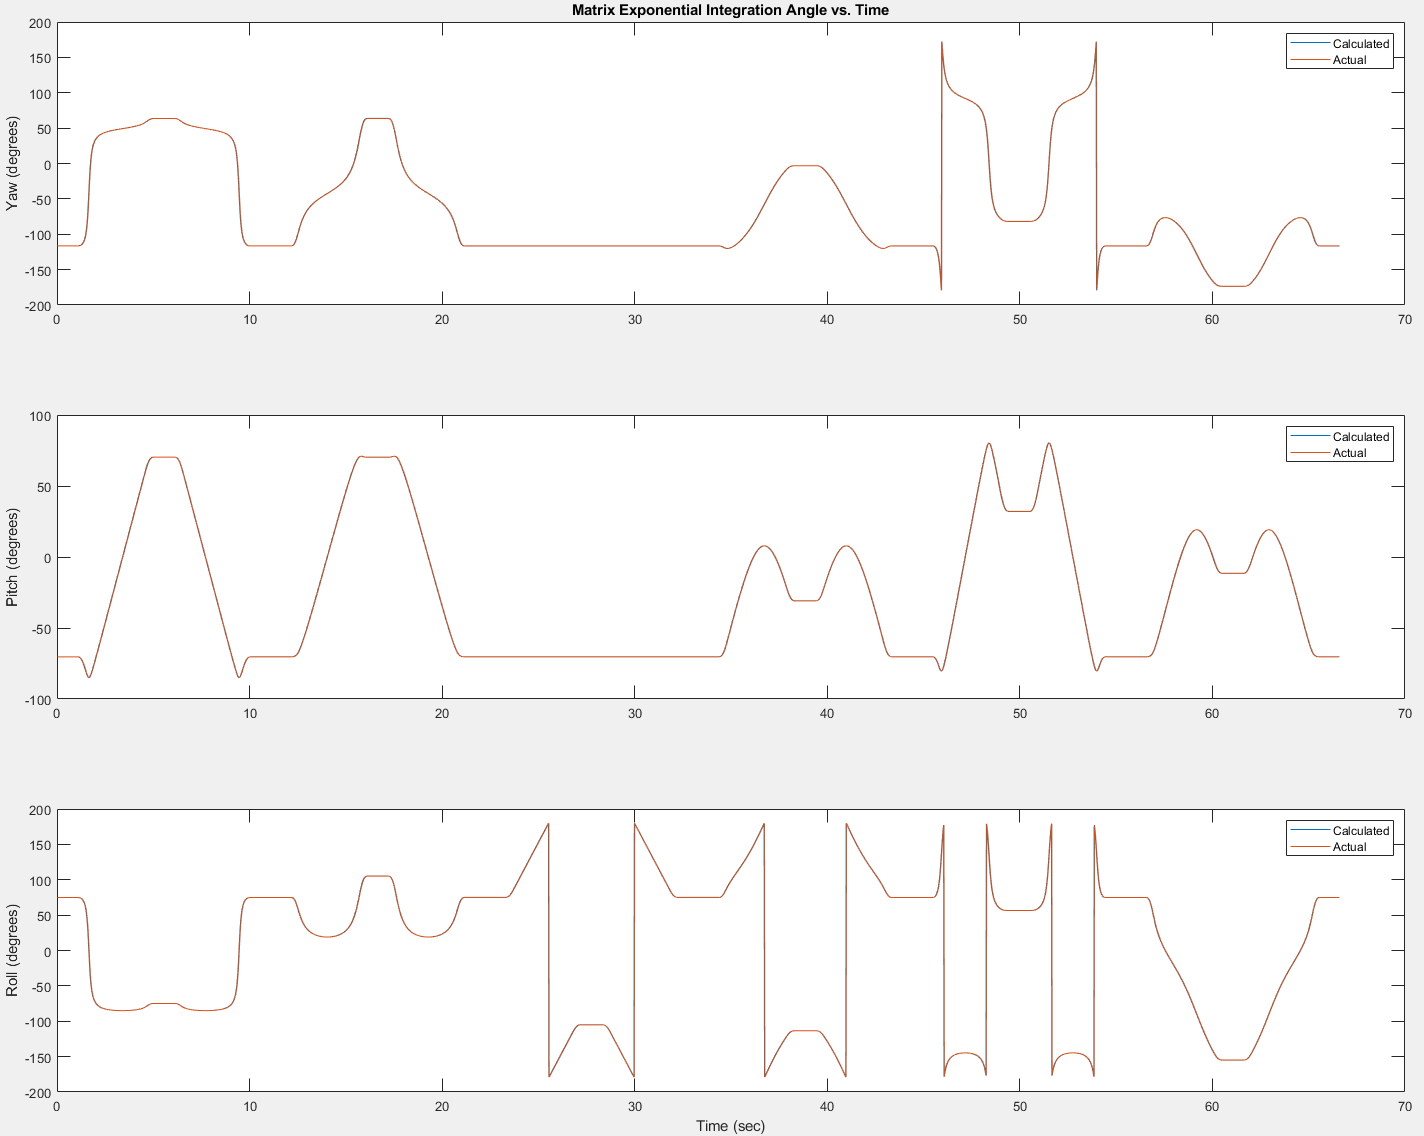 Matrix Exponential Integration Angle vs. Time
200
150
100
50
0
-50
-100
-150
-200
Yaw (degrees)
Calculated
Actual
0 10 20 30 40 50 60 70
100
50
0
-50
-100
Pitch (degrees)
Calculated
Actual
0 10 20 30 40 50 60 70
200
150
100
50
0
-50
-100
-150
-200
Roll (degrees)
Calculated
Actual
0 10 20 30 40 50 60 70
Time (sec)